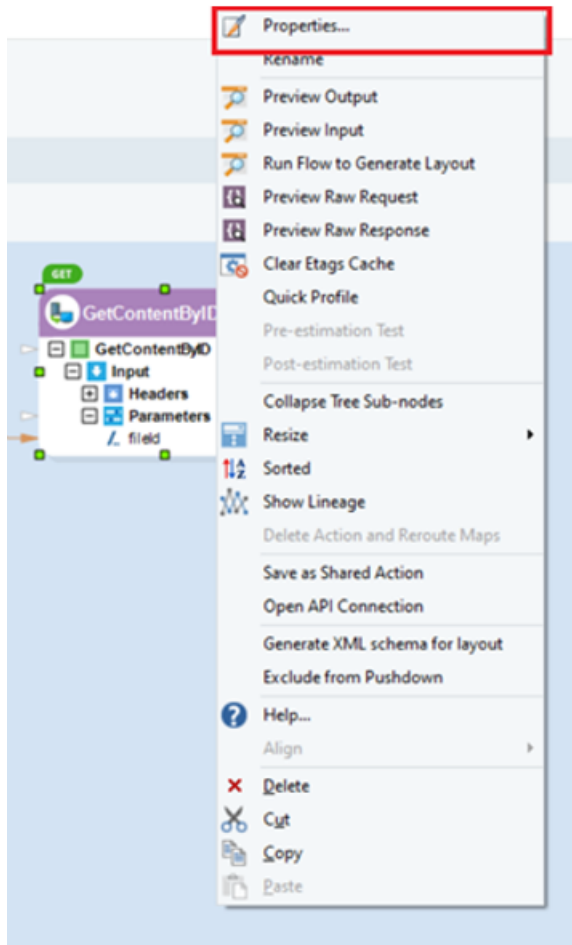 Properties...
Rename
Preview Output
Preview Input
Run Flow to Generate Layout
Preview Raw Request
Preview Raw Response
Clear Etags Cache
Quick Profile
Pre-estimation Test
Post-estimation Test
Collapse Tree Sub-nodes
Resize
Sorted
Show Lineage
Delete Action and Reroute Maps
Save as Shared Action
Open API Connection
Generate XML schema for layout
Exclude from Pushdown
Help...
Align
Delete
Cut
Copy
Paste
GET
GetContentByID
GetContentByID
Input
Headers
Parameters
fileId